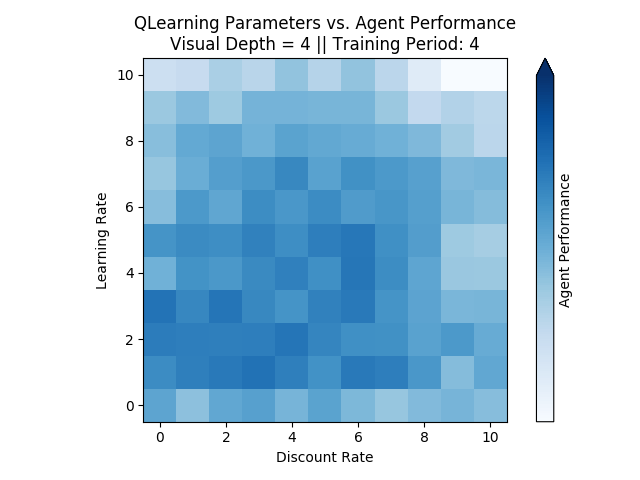 QLearning Parameters vs. Agent Performance
Visual Depth = 4 || Training Period: 4
10
8
6
4
2
0
Learning Rate
0 2 4 6 8 10
Discount Rate
Agent Performance